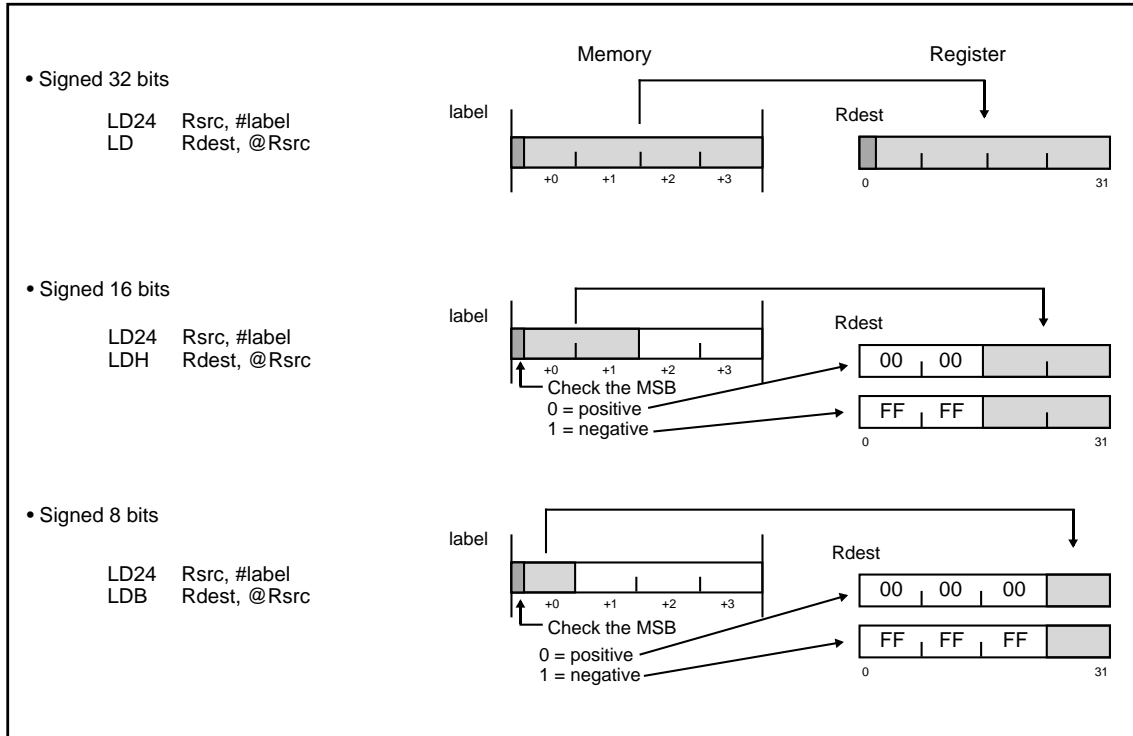 Memory Register
• Signed 32 bits
LD24 Rsrc, #label
LD Rdest, @Rsrc
label
Rdest
+0 +1 +2 +3
0 31
• Signed 16 bits
LD24 Rsrc, #label
LDH Rdest, @Rsrc
label
Rdest
+0 +1 +2 +3
Check the MSB
0 = positive
1 = negative
00 00
FF FF
0 31
• Signed 8 bits
LD24 Rsrc, #label
LDB Rdest, @Rsrc
label
Rdest
+0 +1 +2 +3
Check the MSB
0 = positive
1 = negative
00 00 00
FF FF FF
0 31